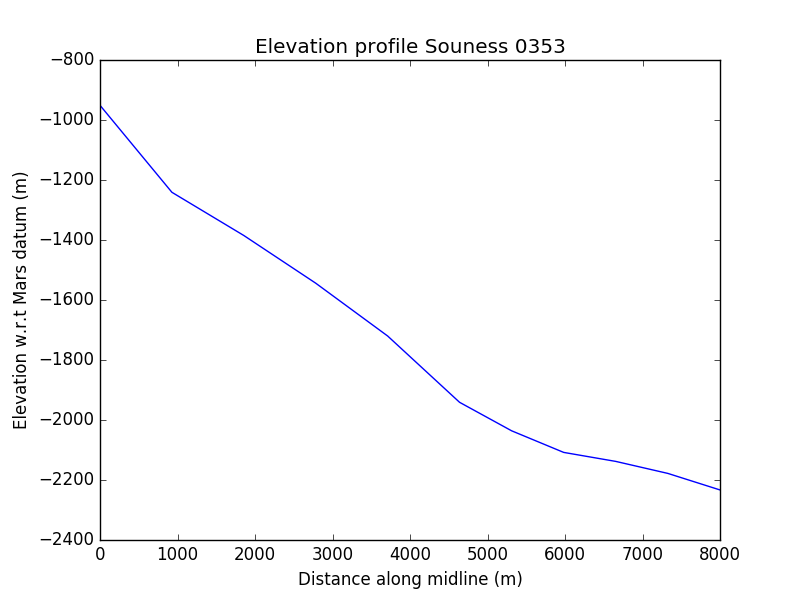 Elevation profile Souness 0353
−800
−1000
−1200
−1400
−1600
−1800
−2000
−2200
−2400
Elevation w.r.t Mars datum (m)
0 1000 2000 3000 4000 5000 6000 7000 8000
Distance along midline (m)